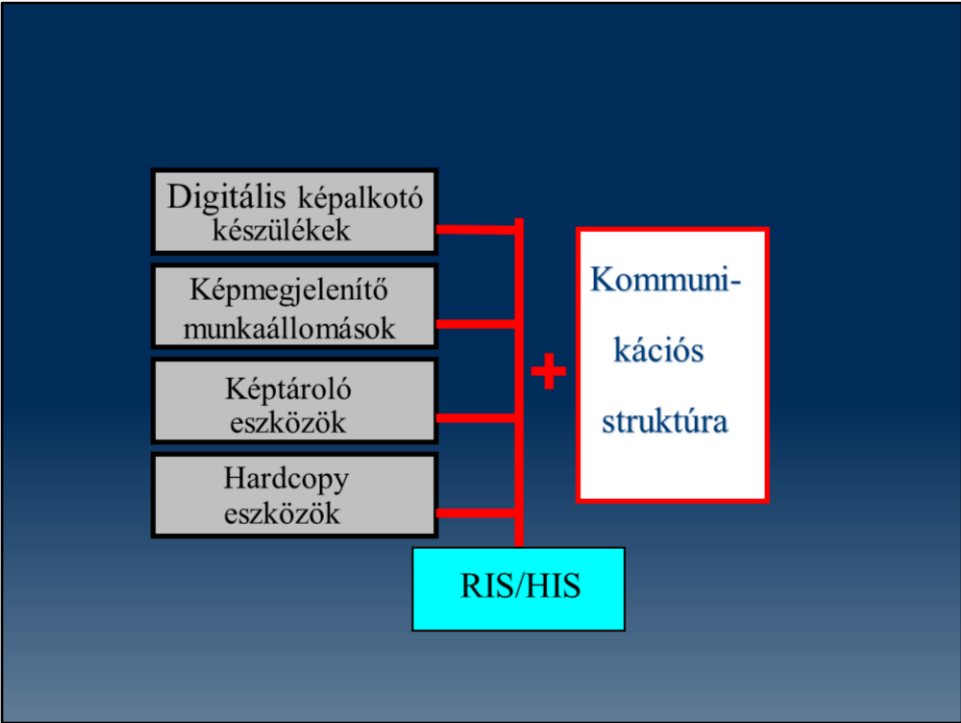 Digitális képalkotó
készülékek
Képmegjelenítő
munkaállomások
Képtároló
eszközök
Hardcopy
eszközök
+
Kommuni-
kációs
struktúra
RIS/HIS